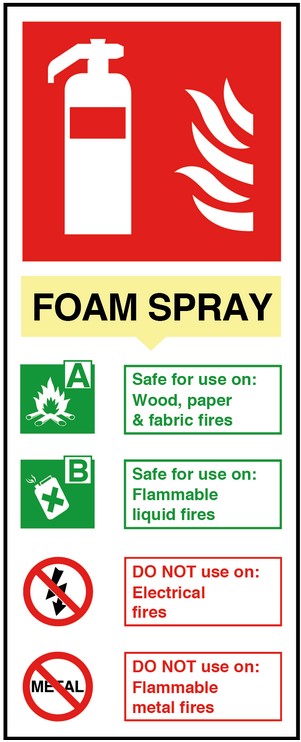 FOAM SPRAY
A
Safe for use on:
Wood, paper
& fabric fires
B
Safe for use on:
Flammable
liquid fires
DO NOT use on:
Electrical
fires
METAL
DO NOT use on:
Flammable
metal fires